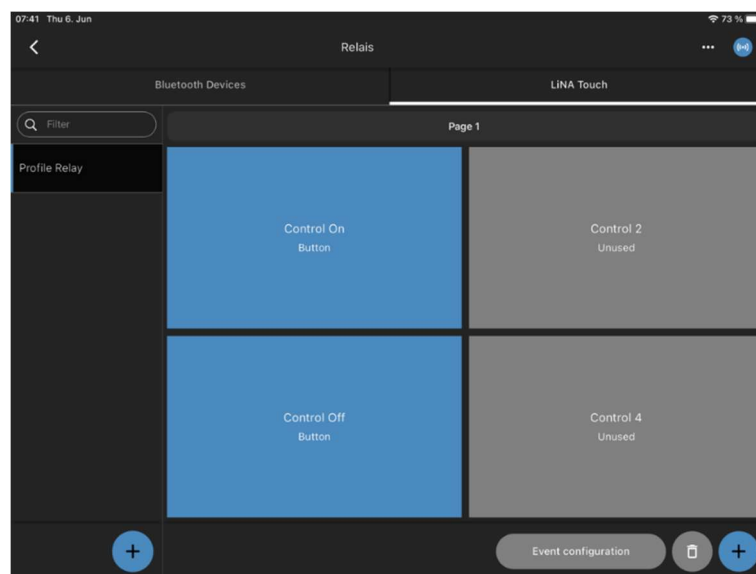 07:41 Thu 6. Jun
73 %
Relais
Bluetooth Devices
LiNA Touch
Filter
Page 1
Profile Relay
Control On
Button
Control 2
Unused
Control Off
Button
Control 4
Unused
Event configuration